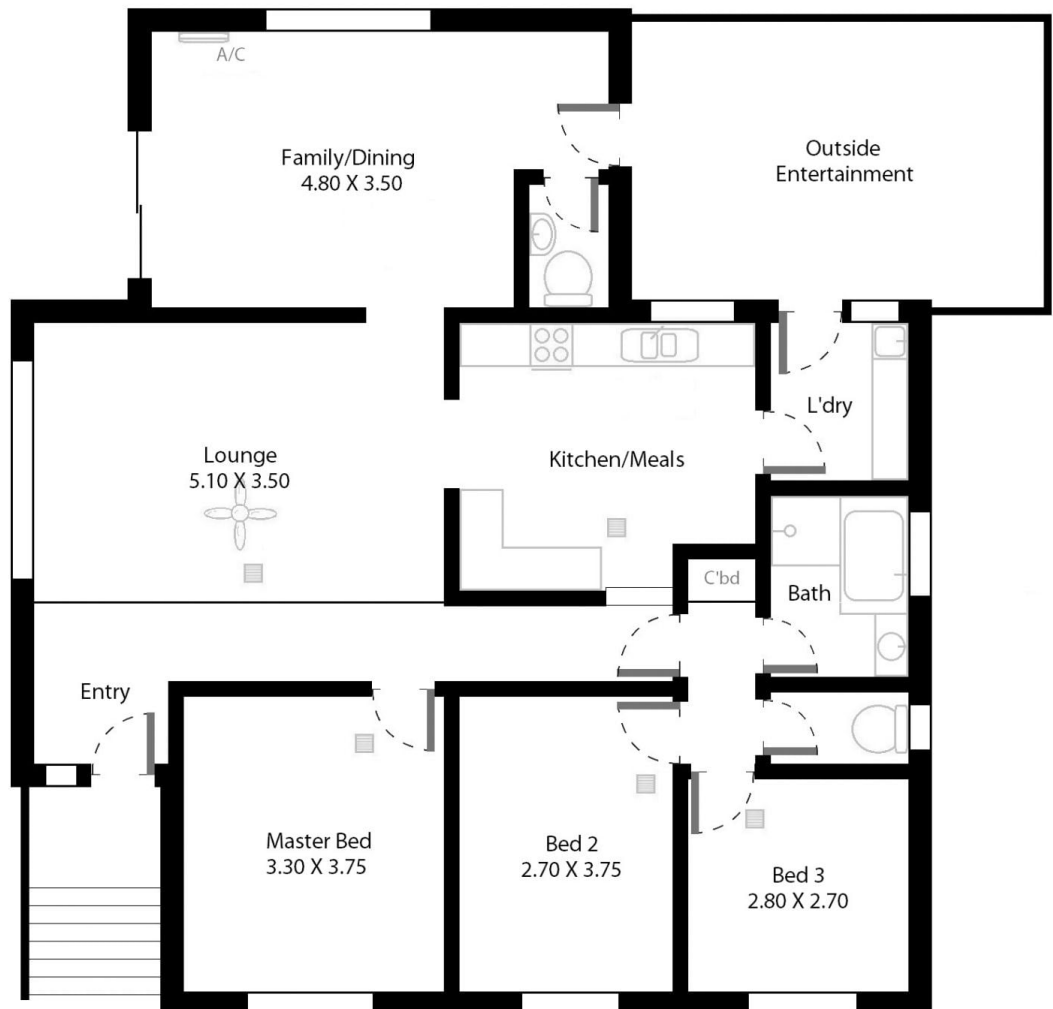 A/C
Family/Dining
4.80 X 3.50
Outside
Entertainment
Lounge
5.10 X 3.50
Kitchen/Meals
L'dry
C'bd
Bath
Entry
Master Bed
3.30 X 3.75
Bed 2
2.70 X 3.75
Bed 3
2.80 X 2.70